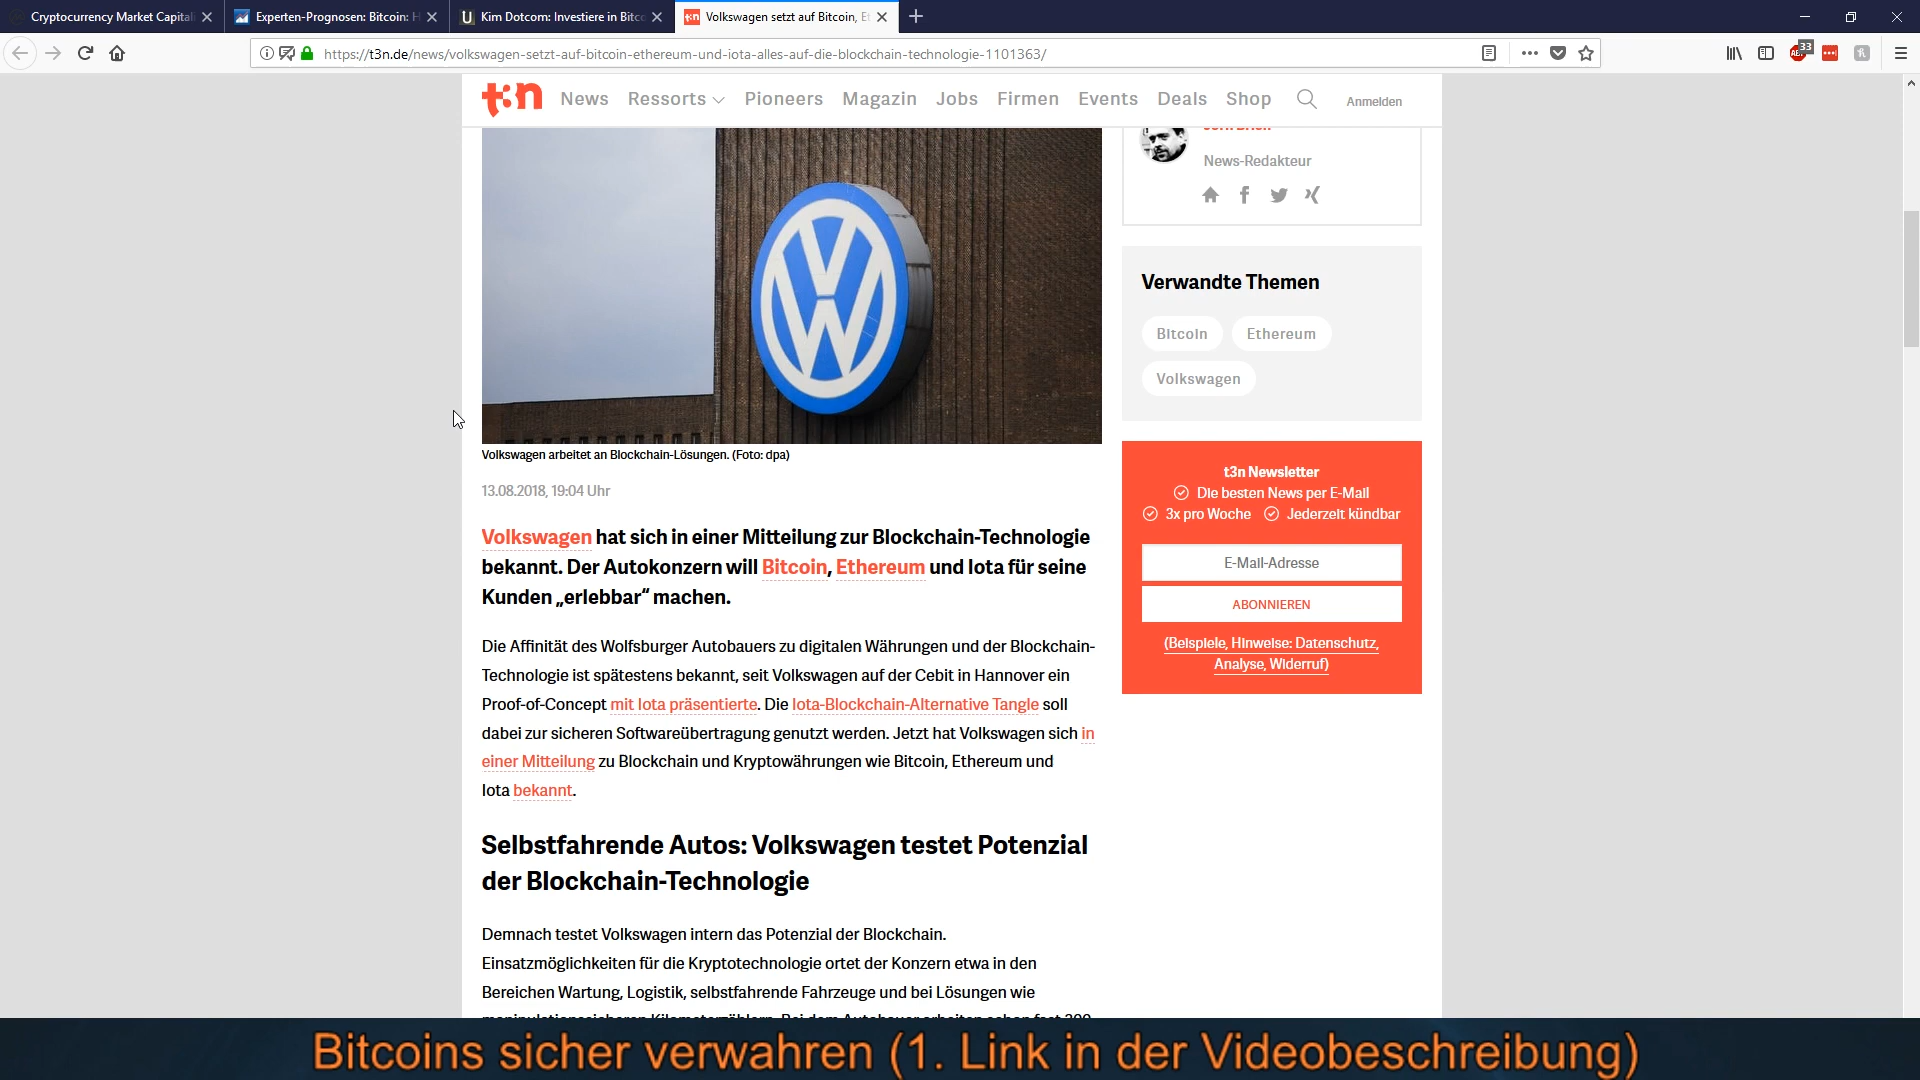 Cryptocurrency Market Capital
Experten-Prognosen: Bitcoin: H
Kim Dotcom: Investiere in Bitco
Volkswagen setzt auf Bitcoin, Et
https://t3n.de/news/volkswagen-setzt-auf-bitcoin-ethereum-und-iota-alles-auf-die-blockchain-technologie-1101363/
33
t3n News Ressorts Pioneers Magazin Jobs Firmen Events Deals Shop Anmelden
News-Redakteur
Verwandte Themen
Bitcoin Ethereum
Volkswagen
Volkswagen arbeitet an Blockchain-Lösungen. (Foto: dpa)
13.08.2018, 19:04 Uhr
Volkswagen hat sich in einer Mitteilung zur Blockchain-Technologie
bekannt. Der Autokonzern will Bitcoin, Ethereum und Iota für seine
Kunden „erlebbar“ machen.
Die Affinität des Wolfsburger Autobauers zu digitalen Währungen und der Blockchain-
Technologie ist spätestens bekannt, seit Volkswagen auf der Cebit in Hannover ein
Proof-of-Concept mit Iota präsentierte. Die Iota-Blockchain-Alternative Tangle soll
dabei zur sicheren Softwareübertragung genutzt werden. Jetzt hat Volkswagen sich in
einer Mitteilung zu Blockchain und Kryptowährungen wie Bitcoin, Ethereum und
Iota bekannt.
Selbstfahrende Autos: Volkswagen testet Potenzial
der Blockchain-Technologie
Demnach testet Volkswagen intern das Potenzial der Blockchain.
Einsatzmöglichkeiten für die Kryptotechnologie ortet der Konzern etwa in den
Bereichen Wartung, Logistik, selbstfahrende Fahrzeuge und bei Lösungen wie
t3n Newsletter
Die besten News per E-Mail
3x pro Woche Jederzeit kündbar
E-Mail-Adresse
ABONNIEREN
(Beispiele, Hinweise: Datenschutz,
Analyse, Widerruf)
Bitcoins sicher verwahren (1. Link in der Videobeschreibung)